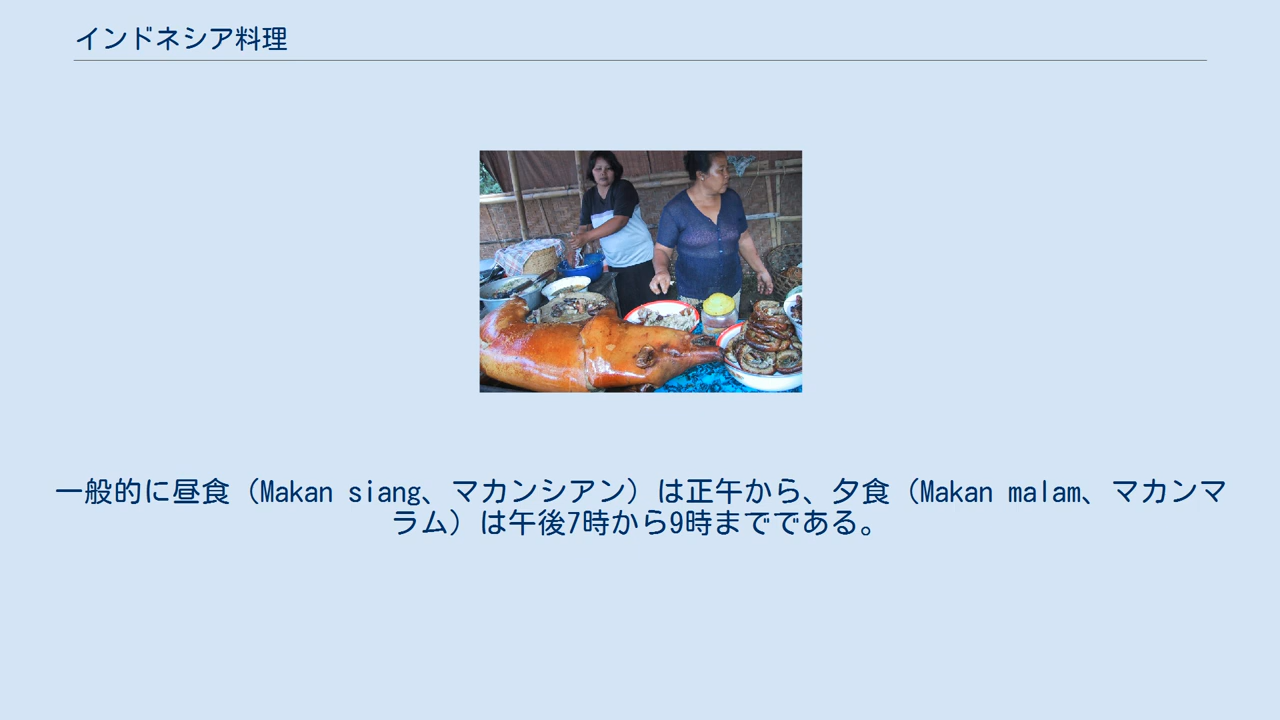 インドネシア料理
一般的に昼食（Makan siang、マカンシアン）は正午から、夕食（Makan malam、マカンマ
ラム）は午後7時から9時までである。